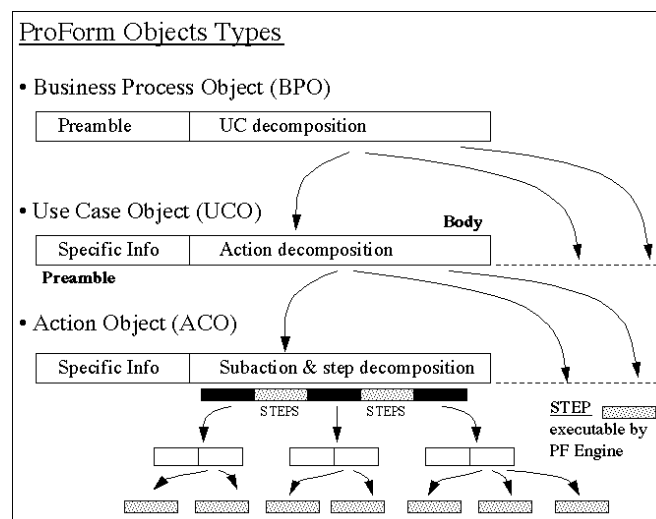 ProForm Objects Types
• Business Process Object (BPO)
Preamble UC decomposition
• Use Case Object (UCO)
Body
Specific Info Action decomposition
Preamble
• Action Object (ACO)
Specific Info Subaction & step decomposition
STEPS STEPS
STEP
executable by
PF Engine